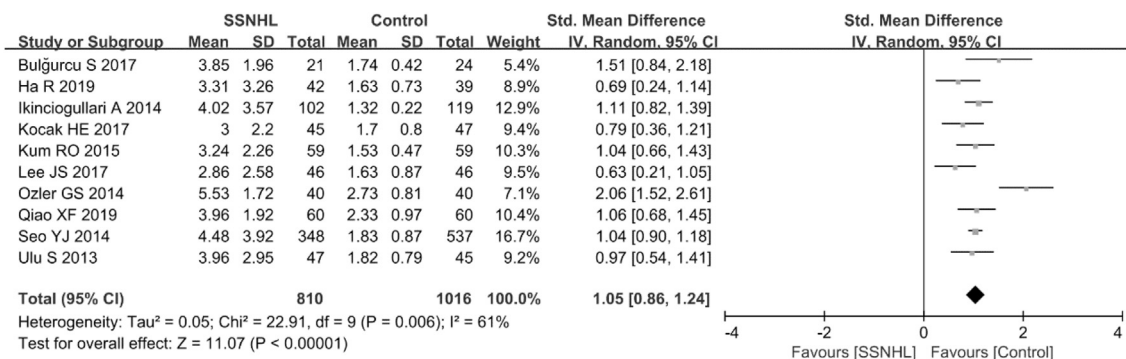 SSNHL Control Std. Mean Difference Std. Mean Difference
Study or Subgroup Mean SD Total Mean SD Total Weight IV. Random. 95% CI IV. Random. 95% CI
Bulğurcu S 2017 3.85 1.96 21 1.74 0.42 24 5.4% 1.51 [0.84, 2.18]
Ha R 2019 3.31 3.26 42 1.63 0.73 39 8.9% 0.69 [0.24, 1.14]
Ikinciogullari A 2014 4.02 3.57 102 1.32 0.22 119 12.9% 1.11 [0.82, 1.39]
Kocak HE 2017 3 2.2 45 1.7 0.8 47 9.4% 0.79 [0.36, 1.21]
Kum RO 2015 3.24 2.26 59 1.53 0.47 59 10.3% 1.04 [0.66, 1.43]
Lee JS 2017 2.86 2.58 46 1.63 0.87 46 9.5% 0.63 [0.21, 1.05]
Ozler GS 2014 5.53 1.72 40 2.73 0.81 40 7.1% 2.06 [1.52, 2.61]
Qiao XF 2019 3.96 1.92 60 2.33 0.97 60 10.4% 1.06 [0.68, 1.45]
Seo YJ 2014 4.48 3.92 348 1.83 0.87 537 16.7% 1.04 [0.90, 1.18]
Ulu S 2013 3.96 2.95 47 1.82 0.79 45 9.2% 0.97 [0.54, 1.41]
Total (95% CI) 810 1016 100.0% 1.05 [0.86, 1.24]
Heterogeneity: Tau² = 0.05; Chi² = 22.91, df = 9 (P = 0.006); I² = 61%
Test for overall effect: Z = 11.07 (P < 0.00001)
-4 -2 0 2 4
Favours [SSNHL] Favours [Control]